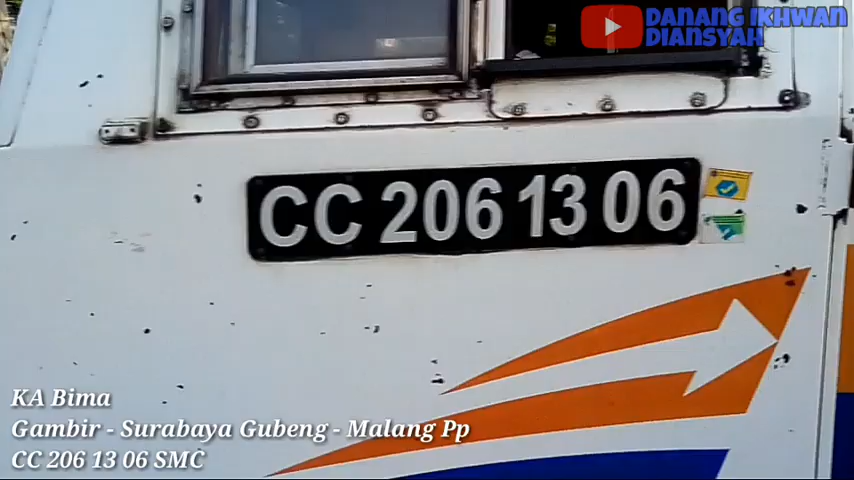 DANANG IKHWAN
DIANSYAH
CC 206 13 06
KA Bima
Gambir - Surabaya Gubeng - Malang Pp
CC 206 13 06 SMC